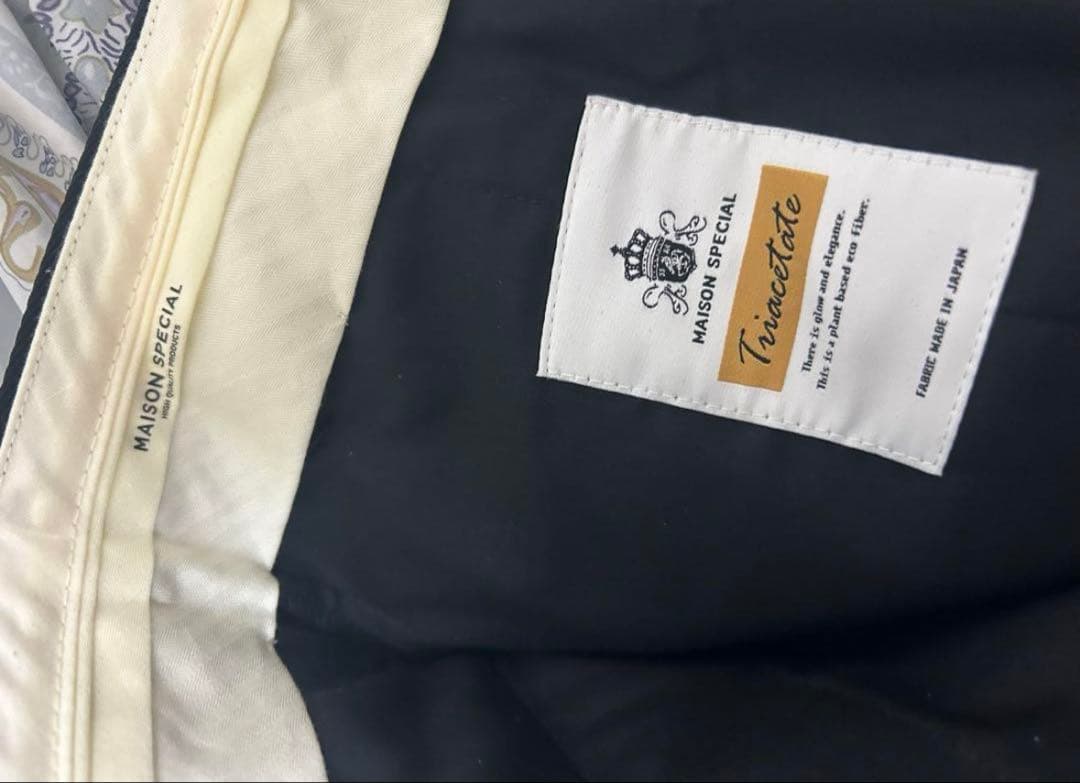 MAISON SPECIAL
HIGH QUALITY PRODUCTS
MAISON SPECIAL
Triacetate
There is glow and elegance.
This is a plant based eco fiber.
FABRIC MADE IN JAPAN